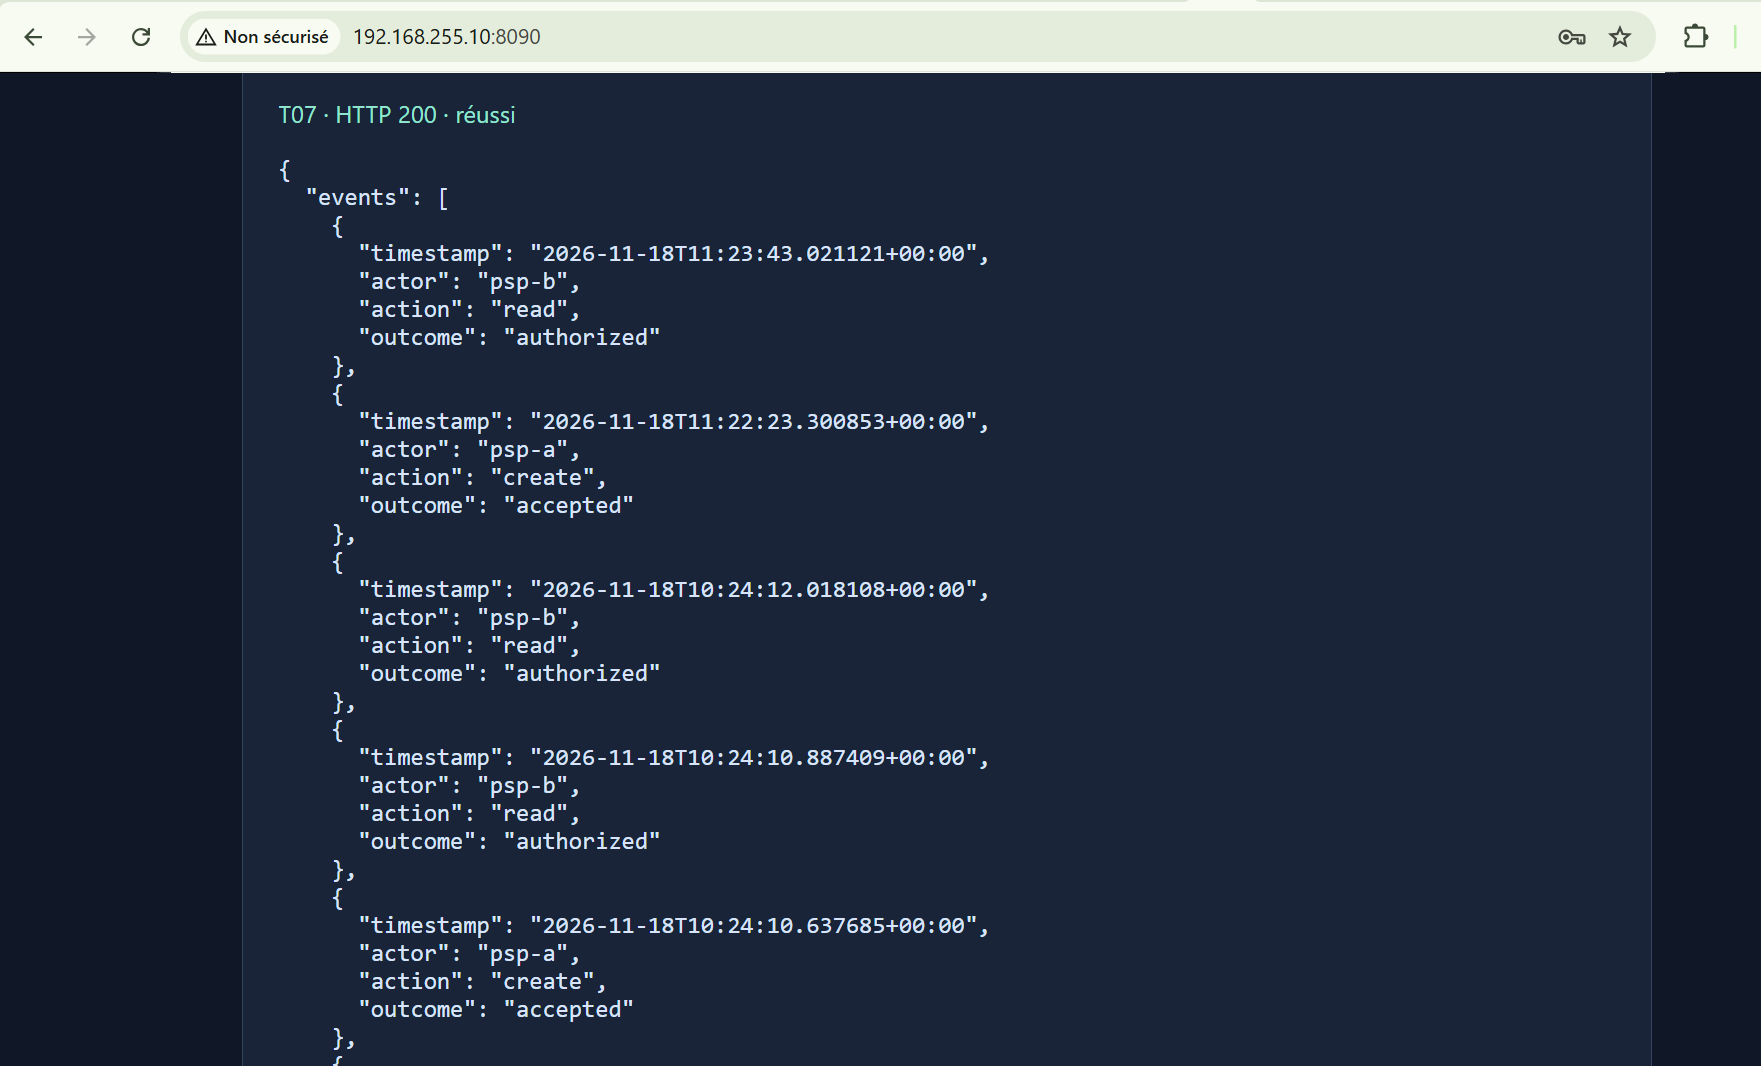 Non sécurisé 192.168.255.10:8090
T07 · HTTP 200 · réussi
{
"events": [
{
"timestamp": "2026-11-18T11:23:43.021121+00:00",
"actor": "psp-b",
"action": "read",
"outcome": "authorized"
},
{
"timestamp": "2026-11-18T11:22:23.300853+00:00",
"actor": "psp-a",
"action": "create",
"outcome": "accepted"
},
{
"timestamp": "2026-11-18T10:24:12.018108+00:00",
"actor": "psp-b",
"action": "read",
"outcome": "authorized"
},
{
"timestamp": "2026-11-18T10:24:10.887409+00:00",
"actor": "psp-b",
"action": "read",
"outcome": "authorized"
},
{
"timestamp": "2026-11-18T10:24:10.637685+00:00",
"actor": "psp-a",
"action": "create",
"outcome": "accepted"
},
{